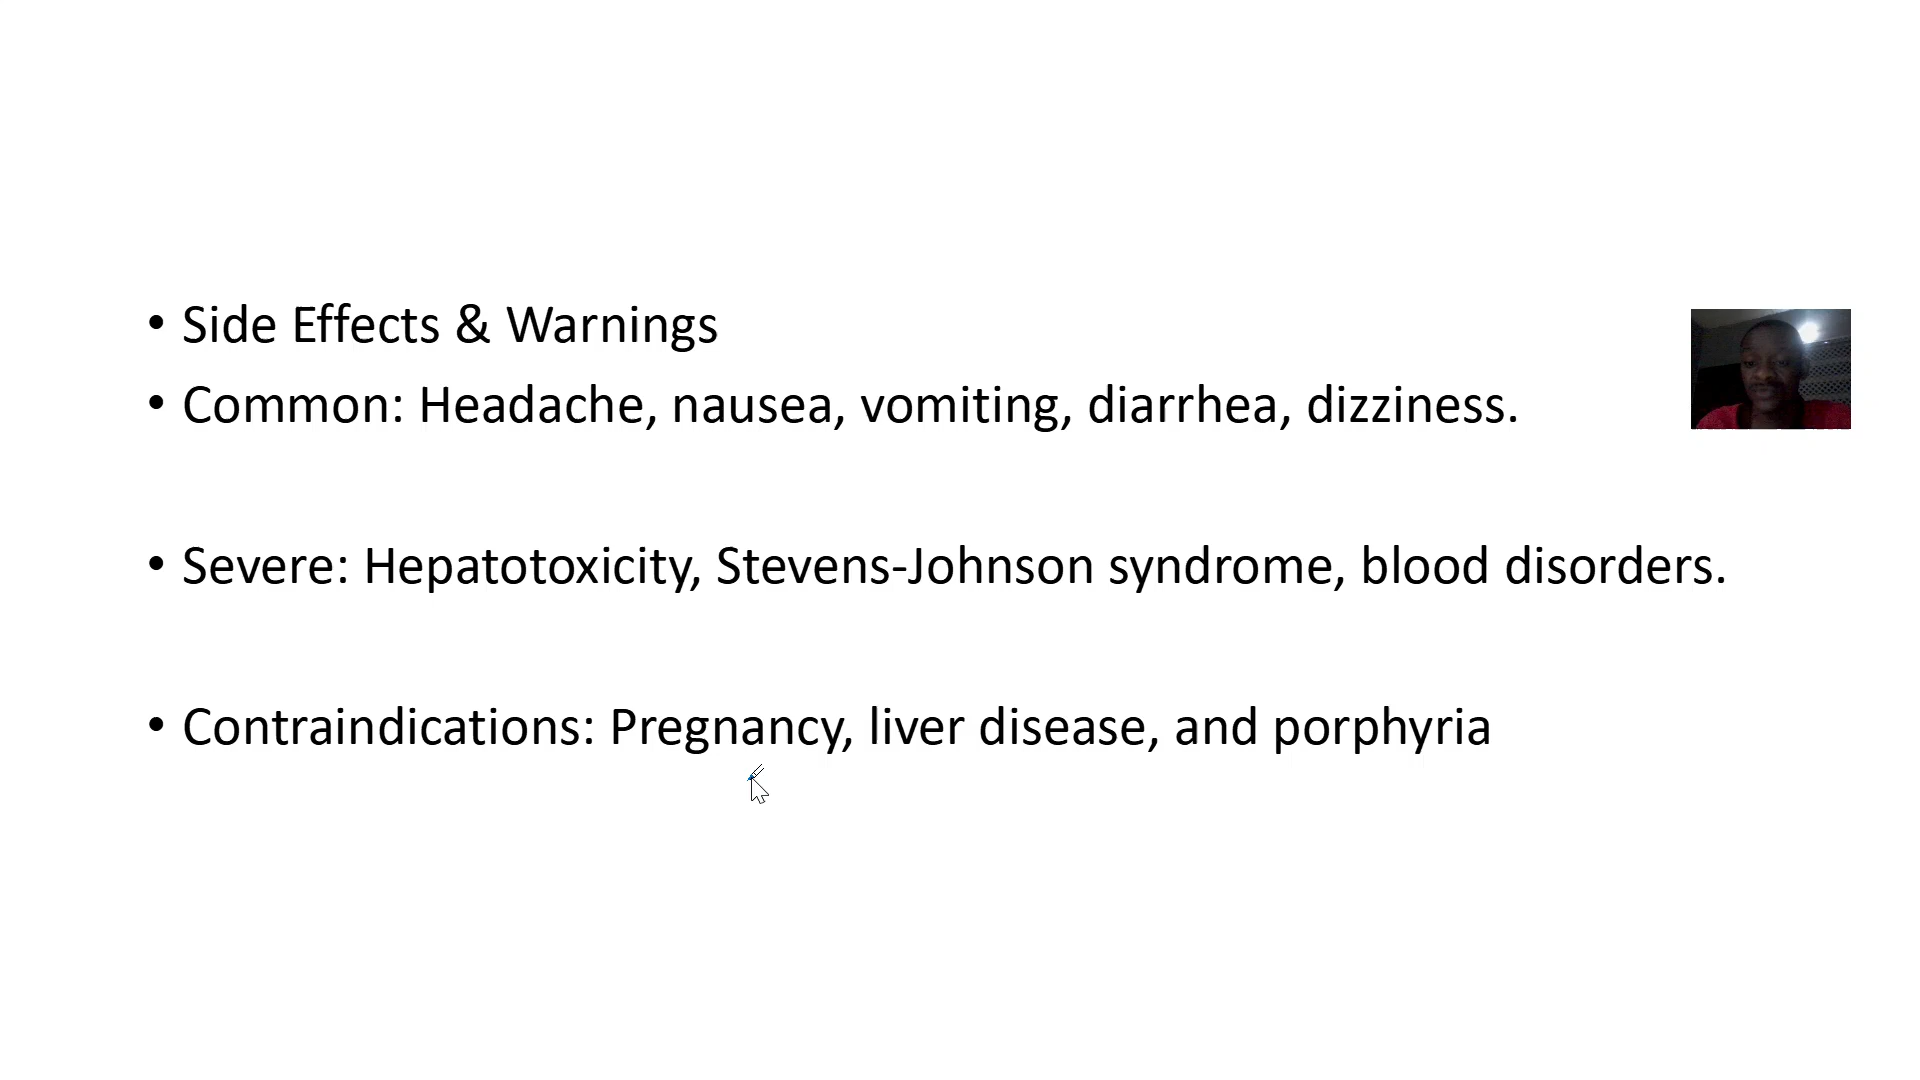 • Side Effects & Warnings
• Common: Headache, nausea, vomiting, diarrhea, dizziness.
• Severe: Hepatotoxicity, Stevens-Johnson syndrome, blood disorders.
• Contraindications: Pregnancy, liver disease, and porphyria